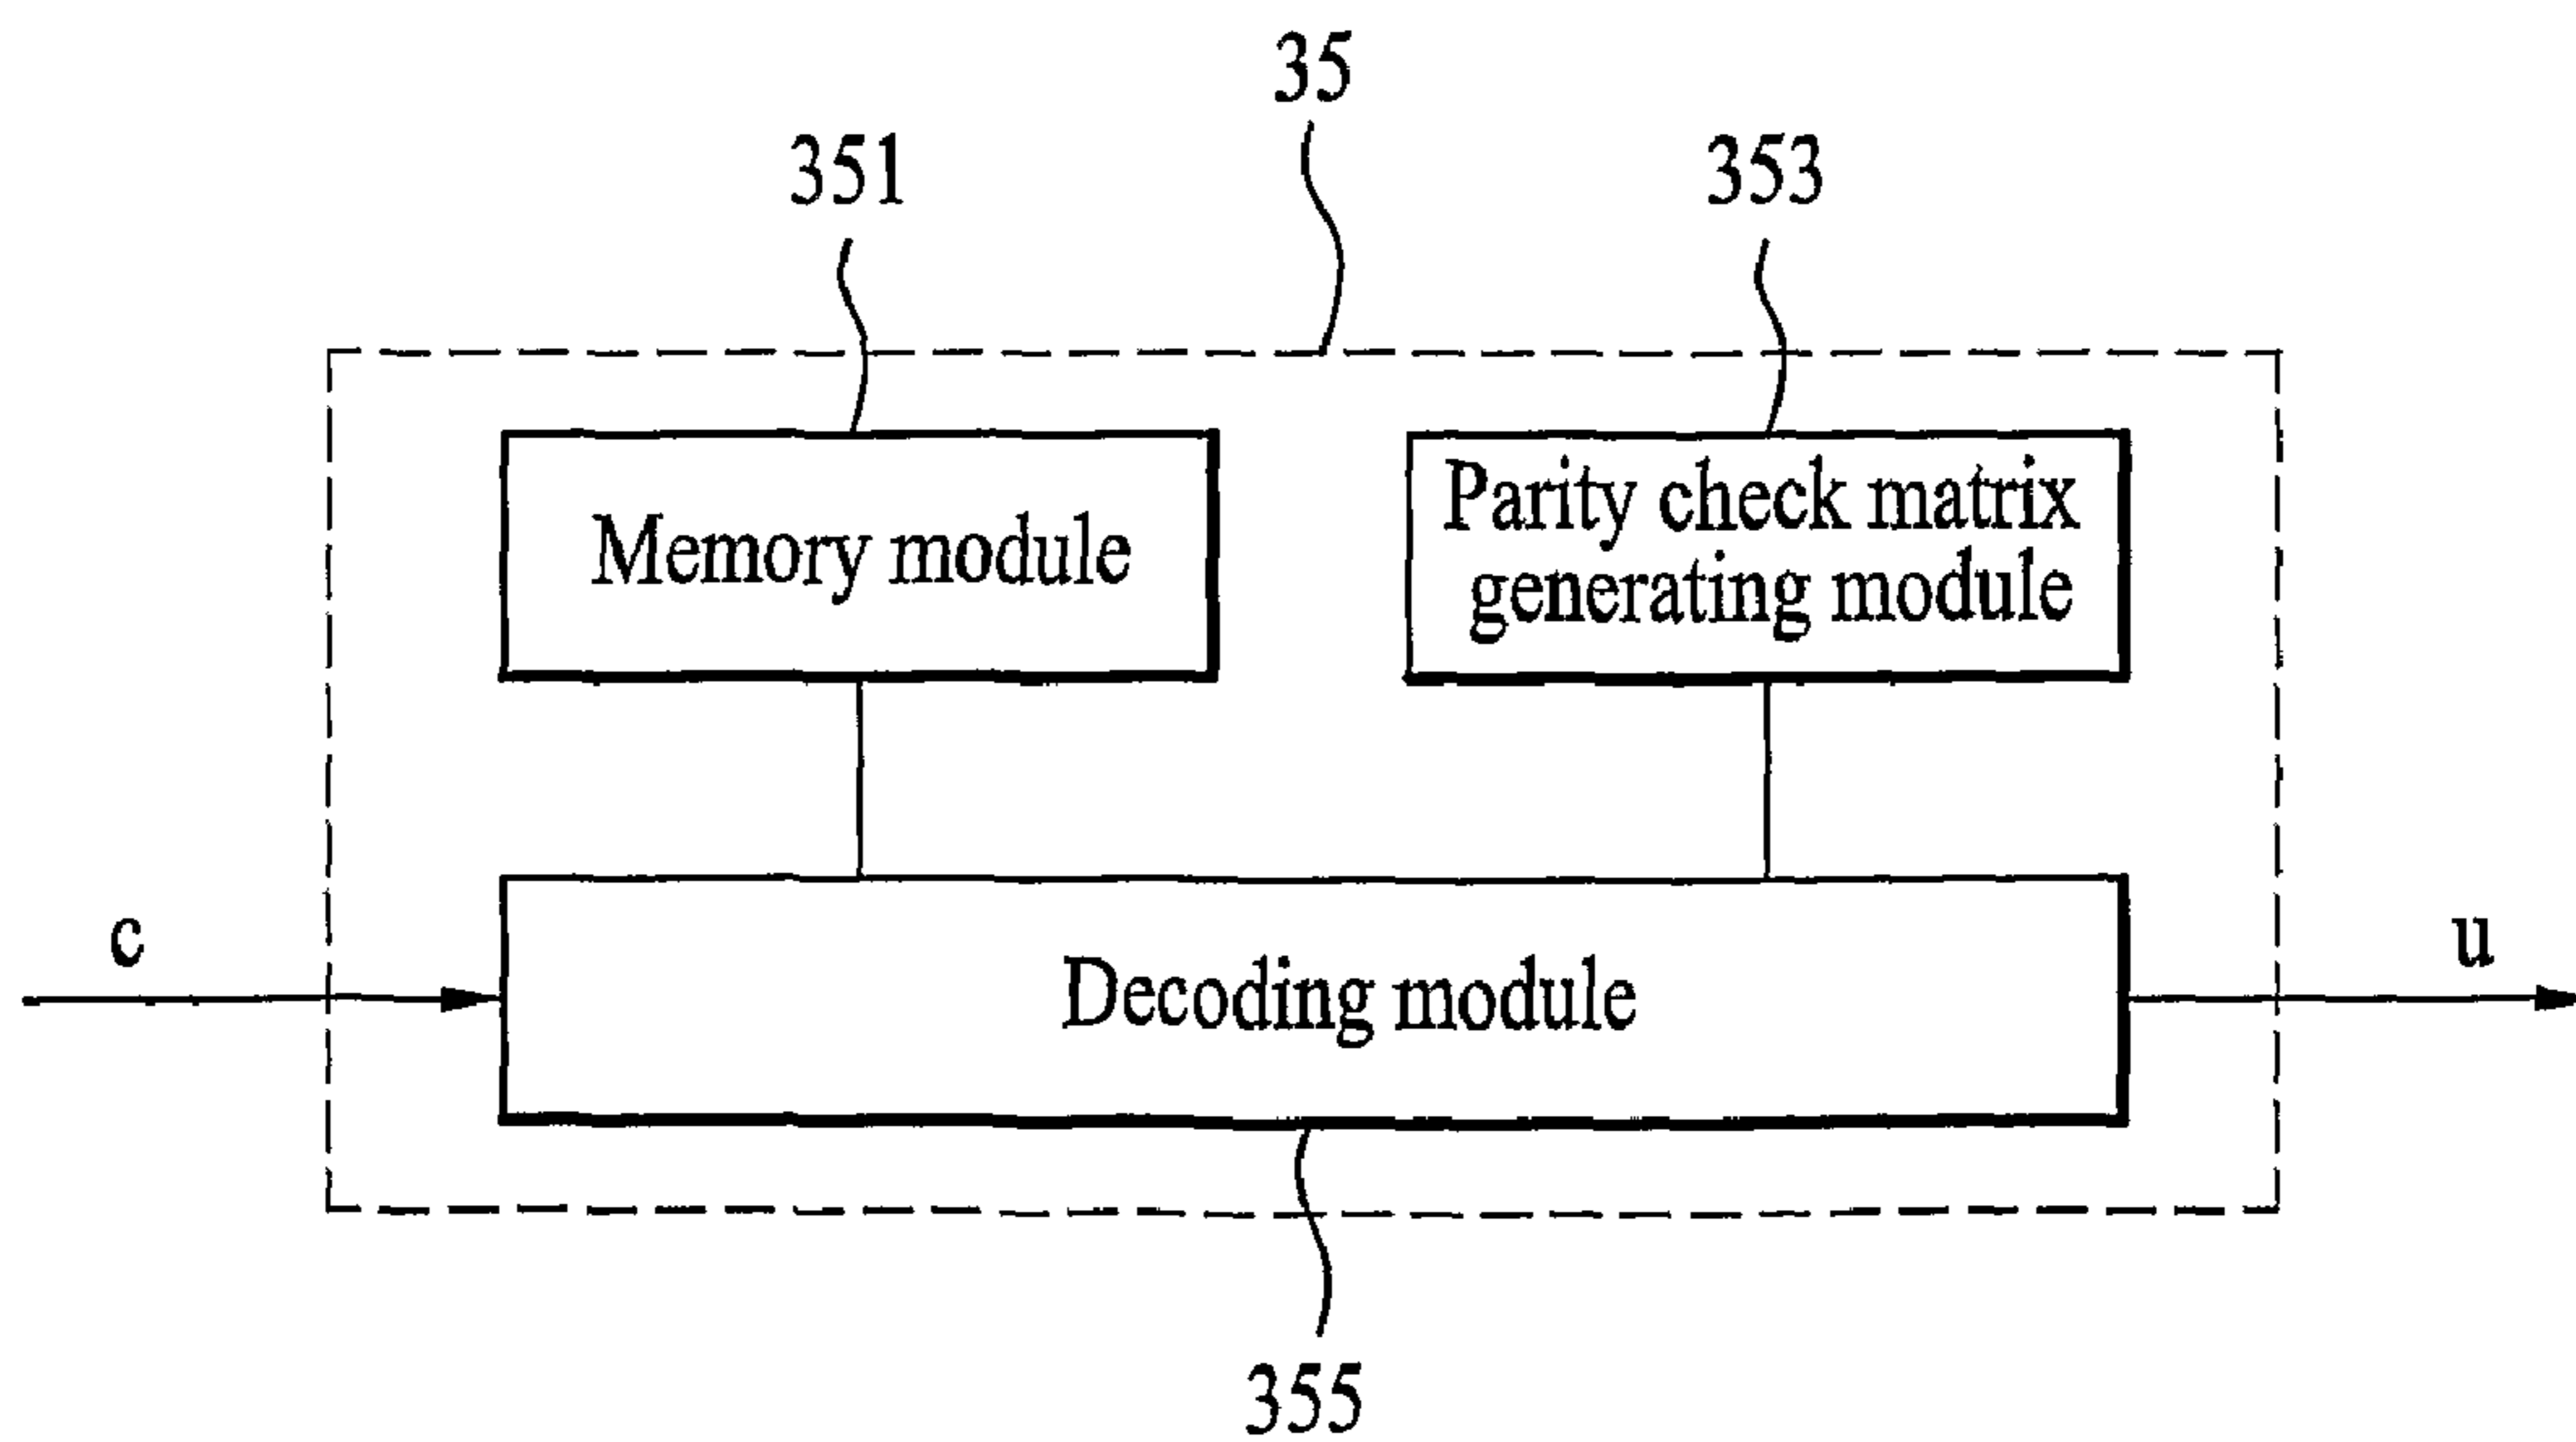 35
351
353
Memory module
Parity check matrix
generating module
c
u
Decoding module
355